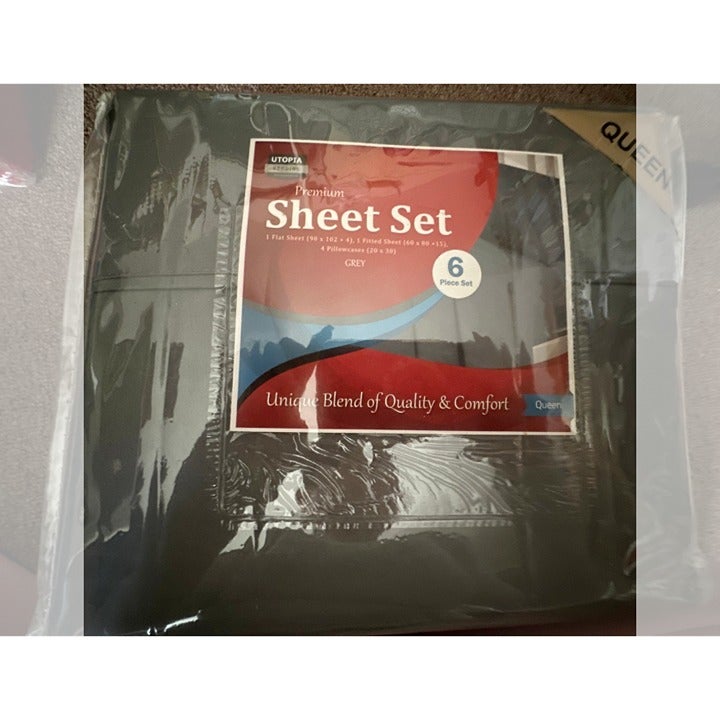 QUEEN
UTOPIA
BEDDING
Premium
Sheet Set
1 Flat Sheet (90 x 102 + 4), 1 Fitted Sheet (60 x 80 +15),
4 Pillowcases (20 x 30)
GREY
6
Piece Set
Unique Blend of Quality & Comfort
Queen